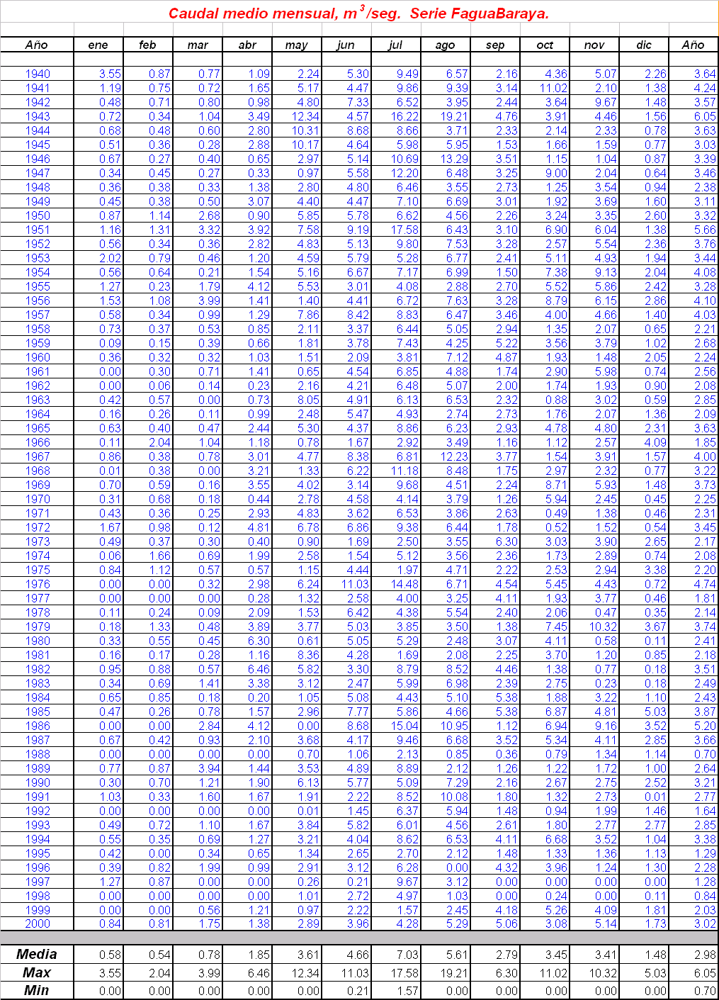 Caudal medio mensual, m³/seg. Serie FaguaBaraya.
Año ene feb mar abr may jun jul ago sep oct nov dic Año
1940 3.55 0.87 0.77 1.09 2.24 5.30 9.49 6.57 2.16 4.36 5.07 2.26 3.64
1941 1.19 0.75 0.72 1.65 5.17 4.47 9.86 9.39 3.14 11.02 2.10 1.38 4.24
1942 0.48 0.71 0.80 0.98 4.80 7.33 6.52 3.95 2.44 3.64 9.67 1.48 3.57
1943 0.72 0.34 1.04 3.49 12.34 4.57 16.22 19.21 4.76 3.91 4.46 1.56 6.05
1944 0.68 0.48 0.60 2.80 10.31 8.68 8.66 3.71 2.33 2.14 2.33 0.78 3.63
1945 0.51 0.36 0.28 2.88 10.17 4.64 5.98 5.95 1.53 1.66 1.59 0.77 3.03
1946 0.67 0.27 0.40 0.65 2.97 5.14 10.69 13.29 3.51 1.15 1.04 0.87 3.39
1947 0.34 0.45 0.27 0.33 0.97 5.58 12.20 6.48 3.25 9.00 2.04 0.64 3.46
1948 0.36 0.38 0.33 1.38 2.80 4.80 6.46 3.55 2.73 1.25 3.54 0.94 2.38
1949 0.45 0.38 0.50 3.07 4.40 4.47 7.10 6.69 3.01 1.92 3.69 1.60 3.11
1950 0.87 1.14 2.68 0.90 5.85 5.78 6.62 4.56 2.26 3.24 3.35 2.60 3.32
1951 1.16 1.31 3.32 3.92 7.58 9.19 17.58 6.43 3.10 6.90 6.04 1.38 5.66
1952 0.56 0.34 0.36 2.82 4.83 5.13 9.80 7.53 3.28 2.57 5.54 2.36 3.76
1953 2.02 0.79 0.46 1.20 4.59 5.79 5.28 6.77 2.41 5.11 4.93 1.94 3.44
1954 0.56 0.64 0.21 1.54 5.16 6.67 7.17 6.99 1.50 7.38 9.13 2.04 4.08
1955 1.27 0.23 1.79 4.12 5.53 3.01 4.08 2.88 2.70 5.52 5.86 2.42 3.28
1956 1.53 1.08 3.99 1.41 1.40 4.41 6.72 7.63 3.28 8.79 6.15 2.86 4.10
1957 0.58 0.34 0.99 1.29 7.86 8.42 8.83 6.47 3.46 4.00 4.66 1.40 4.03
1958 0.73 0.37 0.53 0.85 2.11 3.37 6.44 5.05 2.94 1.35 2.07 0.65 2.21
1959 0.09 0.15 0.39 0.66 1.81 3.78 7.43 4.25 5.22 3.56 3.79 1.02 2.68
1960 0.36 0.32 0.32 1.03 1.51 2.09 3.81 7.12 4.87 1.93 1.48 2.05 2.24
1961 0.00 0.30 0.71 1.41 0.65 4.54 6.85 4.88 1.74 2.90 5.98 0.74 2.56
1962 0.00 0.06 0.14 0.23 2.16 4.21 6.48 5.07 2.00 1.74 1.93 0.90 2.08
1963 0.42 0.57 0.00 0.73 8.05 4.91 6.13 6.53 2.32 0.88 3.02 0.59 2.85
1964 0.16 0.26 0.11 0.99 2.48 5.47 4.93 2.74 2.73 1.76 2.07 1.36 2.09
1965 0.63 0.40 0.47 2.44 5.30 4.37 8.86 6.23 2.93 4.78 4.80 2.31 3.63
1966 0.11 2.04 1.04 1.18 0.78 1.67 2.92 3.49 1.16 1.12 2.57 4.09 1.85
1967 0.86 0.38 0.78 3.01 4.77 8.38 6.81 12.23 3.77 1.54 3.91 1.57 4.00
1968 0.01 0.38 0.00 3.21 1.33 6.22 11.18 8.48 1.75 2.97 2.32 0.77 3.22
1969 0.70 0.59 0.16 3.55 4.02 3.14 9.68 4.51 2.24 8.71 5.93 1.48 3.73
1970 0.31 0.68 0.18 0.44 2.78 4.58 4.14 3.79 1.26 5.94 2.45 0.45 2.25
1971 0.43 0.36 0.25 2.93 4.83 3.62 6.53 3.86 2.63 0.49 1.38 0.46 2.31
1972 1.67 0.98 0.12 4.81 6.78 6.86 9.38 6.44 1.78 0.52 1.52 0.54 3.45
1973 0.49 0.37 0.30 0.40 0.90 1.69 2.50 3.55 6.30 3.03 3.90 2.65 2.17
1974 0.06 1.66 0.69 1.99 2.58 1.54 5.12 3.56 2.36 1.73 2.89 0.74 2.08
1975 0.84 1.12 0.57 0.57 1.15 4.44 1.97 4.71 2.22 2.53 2.94 3.38 2.20
1976 0.00 0.00 0.32 2.98 6.24 11.03 14.48 6.71 4.54 5.45 4.43 0.72 4.74
1977 0.00 0.00 0.00 0.28 1.32 2.58 4.00 3.25 4.11 1.93 3.77 0.46 1.81
1978 0.11 0.24 0.09 2.09 1.53 6.42 4.38 5.54 2.40 2.06 0.47 0.35 2.14
1979 0.18 1.33 0.48 3.89 3.77 5.03 3.85 3.50 1.38 7.45 10.32 3.67 3.74
1980 0.33 0.55 0.45 6.30 0.61 5.05 5.29 2.48 3.07 4.11 0.58 0.11 2.41
1981 0.16 0.17 0.28 1.16 8.36 4.28 1.69 2.08 2.25 3.70 1.20 0.85 2.18
1982 0.95 0.88 0.57 6.46 5.82 3.30 8.79 8.52 4.46 1.38 0.77 0.18 3.51
1983 0.34 0.69 1.41 3.38 3.12 2.47 5.99 6.98 2.39 2.75 0.23 0.18 2.49
1984 0.65 0.85 0.18 0.20 1.05 5.08 4.43 5.10 5.38 1.88 3.22 1.10 2.43
1985 0.47 0.26 0.78 1.57 2.96 7.77 5.86 4.66 5.38 6.87 4.81 5.03 3.87
1986 0.00 0.00 2.84 4.12 0.00 8.68 15.04 10.95 1.12 6.94 9.16 3.52 5.20
1987 0.67 0.42 0.93 2.10 3.68 4.17 9.46 6.68 3.52 5.34 4.11 2.85 3.66
1988 0.00 0.00 0.00 0.00 0.70 1.06 2.13 0.85 0.36 0.79 1.34 1.14 0.70
1989 0.77 0.87 3.94 1.44 3.53 4.89 8.89 2.12 1.26 1.22 1.72 1.00 2.64
1990 0.30 0.70 1.21 1.90 6.13 5.77 5.09 7.29 2.16 2.67 2.75 2.52 3.21
1991 1.03 0.33 1.60 1.67 1.91 2.22 8.52 10.08 1.80 1.32 2.73 0.01 2.77
1992 0.00 0.00 0.00 0.00 0.01 1.45 6.37 5.94 1.48 0.94 1.99 1.46 1.64
1993 0.49 0.72 1.10 1.67 3.84 5.82 6.01 4.56 2.61 1.80 2.77 2.77 2.85
1994 0.55 0.35 0.69 1.27 3.21 4.04 8.62 6.53 4.11 6.68 3.52 1.04 3.38
1995 0.42 0.00 0.34 0.65 1.34 2.65 2.70 2.12 1.48 1.33 1.36 1.13 1.29
1996 0.39 0.82 1.99 0.99 2.91 3.12 6.28 0.00 4.32 3.96 1.24 1.30 2.28
1997 1.27 0.87 0.00 0.00 0.26 0.21 9.67 3.12 0.00 0.00 0.00 0.00 1.28
1998 0.00 0.00 0.00 0.00 1.01 2.72 4.97 1.03 0.00 0.24 0.00 0.11 0.84
1999 0.00 0.00 0.56 1.21 0.97 2.22 1.57 2.45 4.18 5.26 4.09 1.81 2.03
2000 0.84 0.81 1.75 1.38 2.89 3.96 4.28 5.29 5.06 3.08 5.14 1.73 3.02
Media 0.58 0.54 0.78 1.85 3.61 4.66 7.03 5.61 2.79 3.45 3.41 1.48 2.98
Max 3.55 2.04 3.99 6.46 12.34 11.03 17.58 19.21 6.30 11.02 10.32 5.03 6.05
Min 0.00 0.00 0.00 0.00 0.00 0.21 1.57 0.00 0.00 0.00 0.00 0.00 0.70